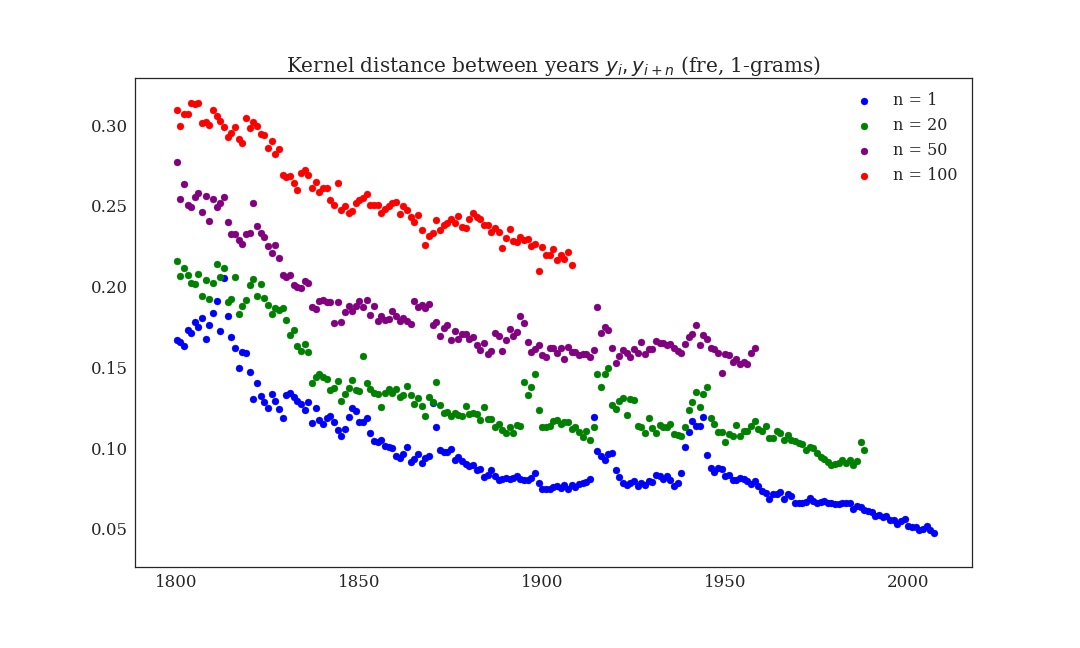 Kernel distance between years $y_i, y_{i+n}$ (fre, 1-grams)
n = 1
n = 20
n = 50
n = 100
0.30
0.25
0.20
0.15
0.10
0.05
1800 1850 1900 1950 2000